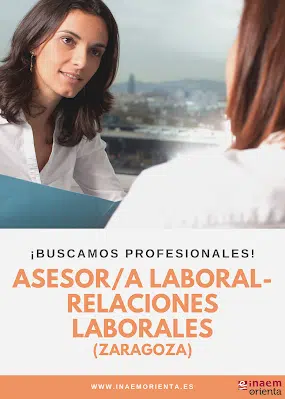 ¡BUSCAMOS PROFESIONALES!
ASESOR/A LABORAL-
RELACIONES
LABORALES
(ZARAGOZA)
WWW.INAEMORIENTA.ES
inaem
orienta